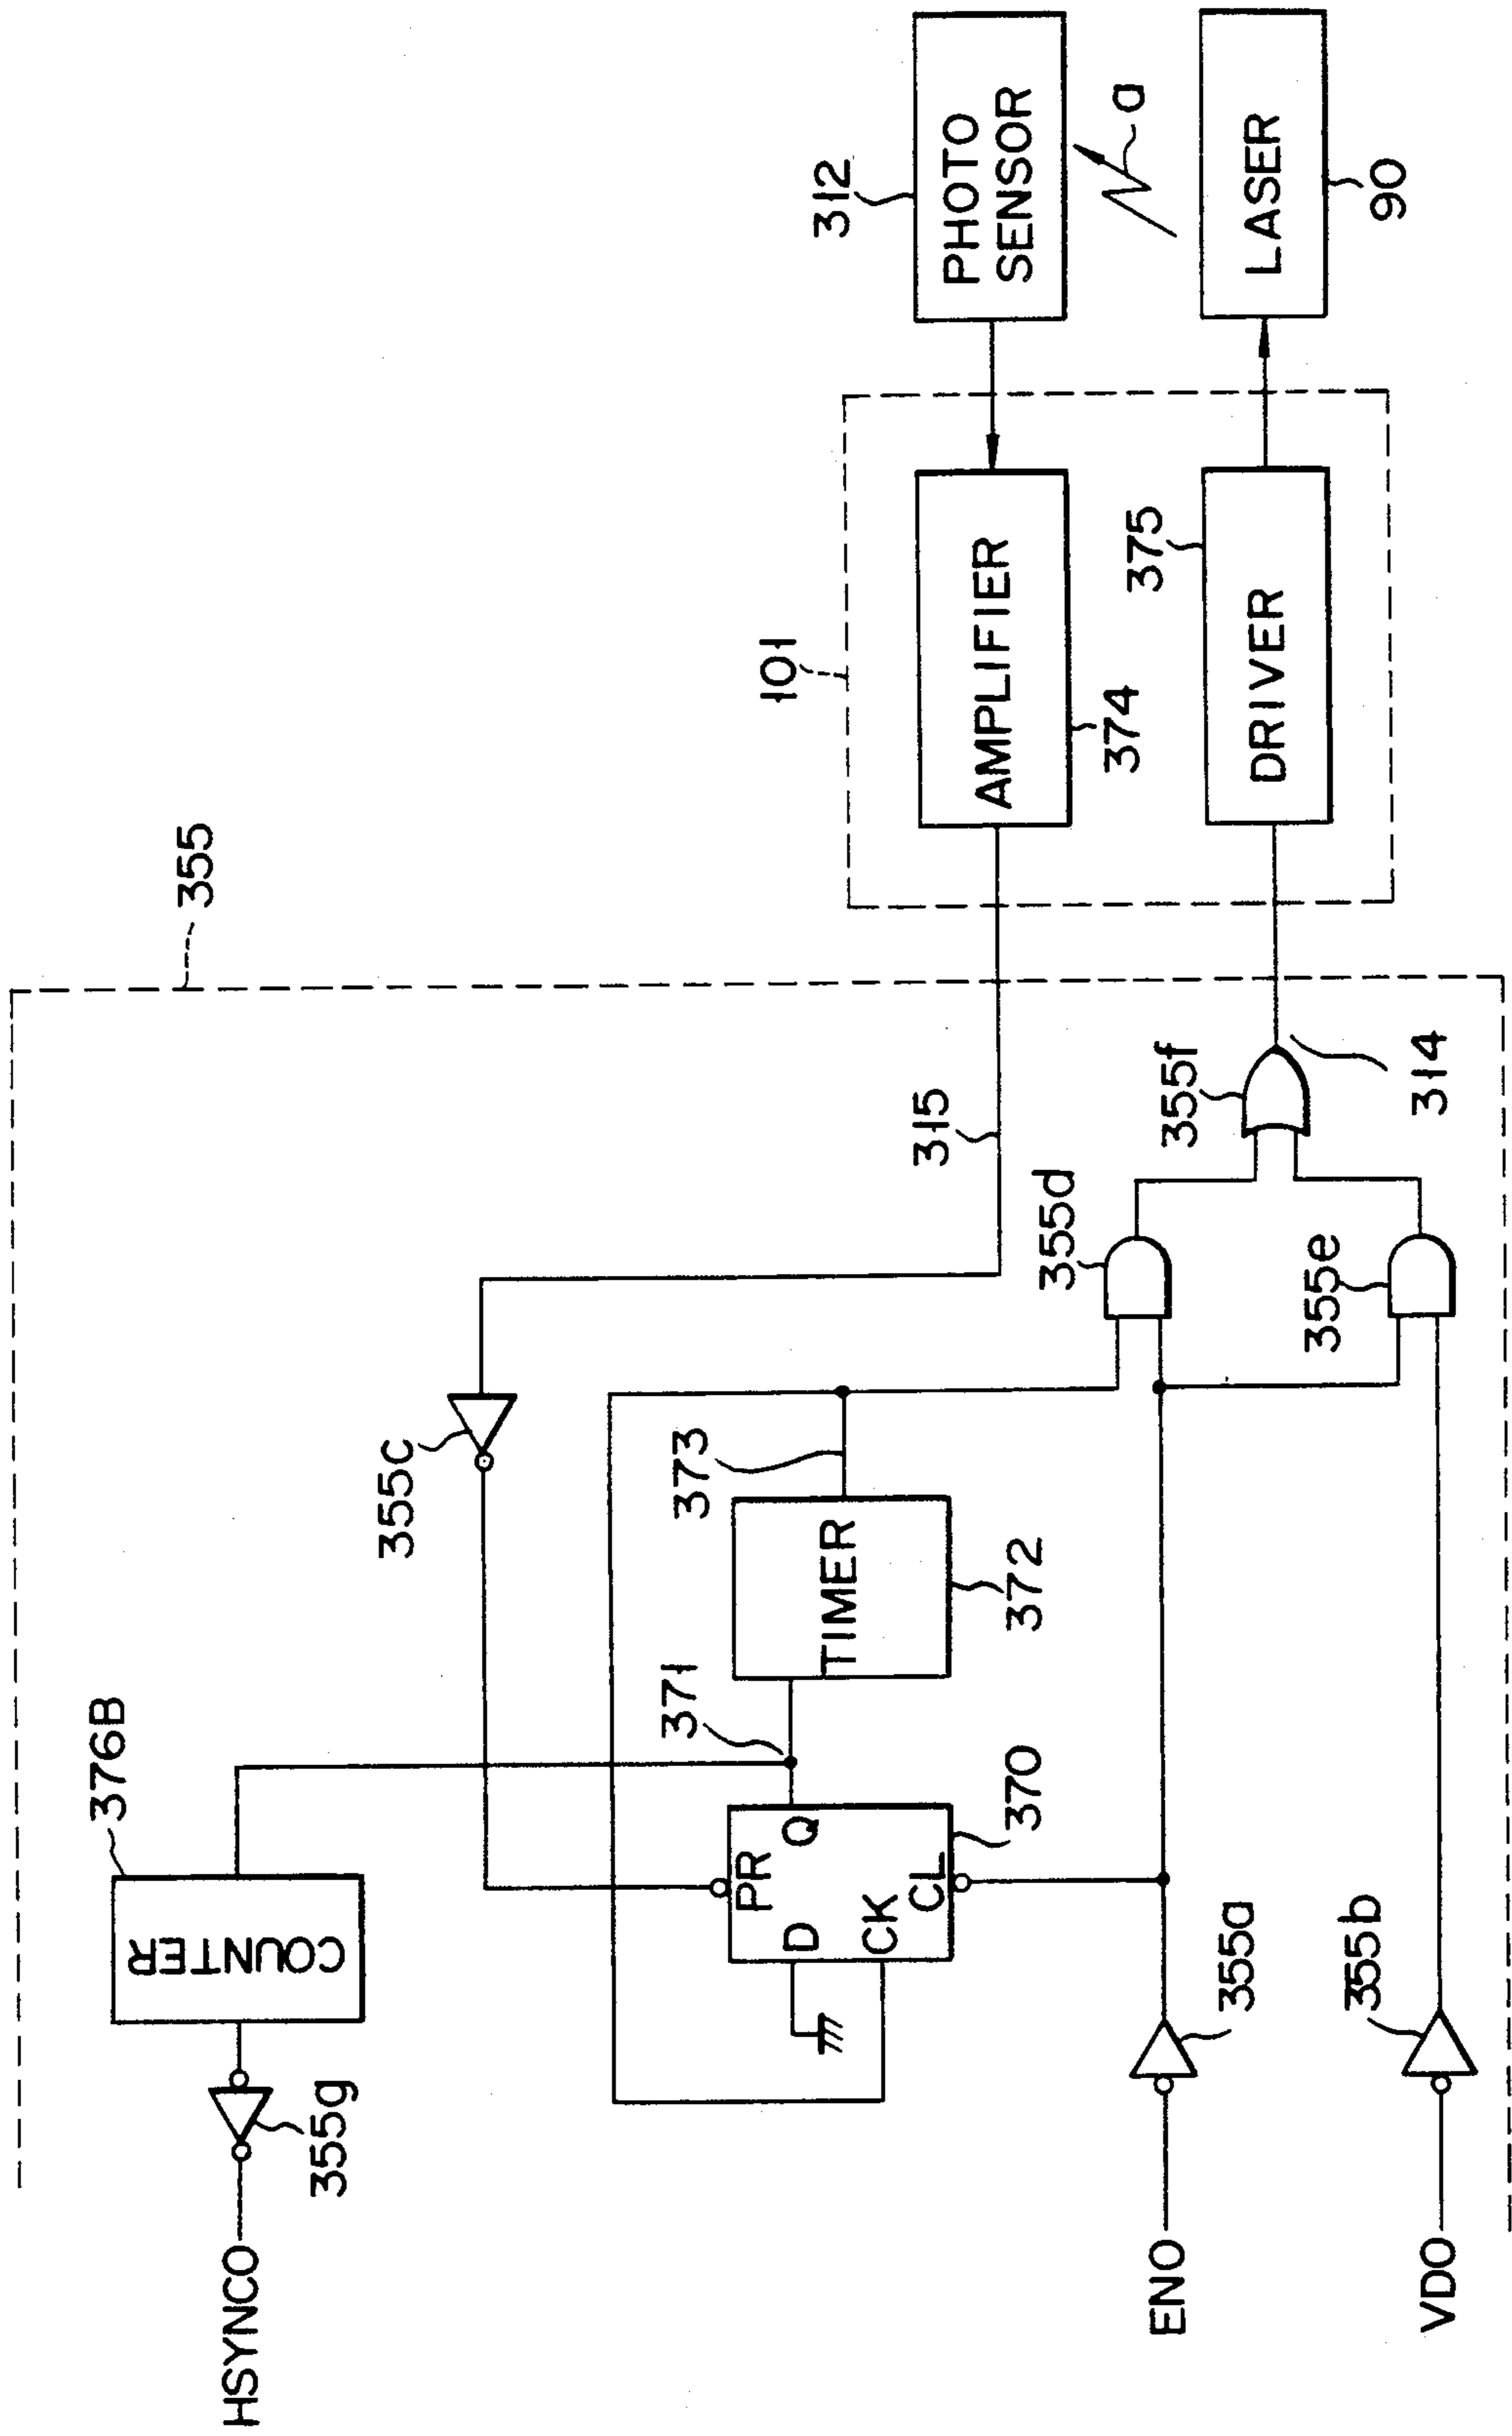 355
HSYNCO
355g
COUNTER
376B
355c
315
101
312
PHOTO
SENSOR
a
AMPLIFIER
374
D
PR
Q
CK
CL
370
371
TIMER
372
373
355d
355f
314
375
DRIVER
LASER
90
ENO
355a
355e
VDO
355b